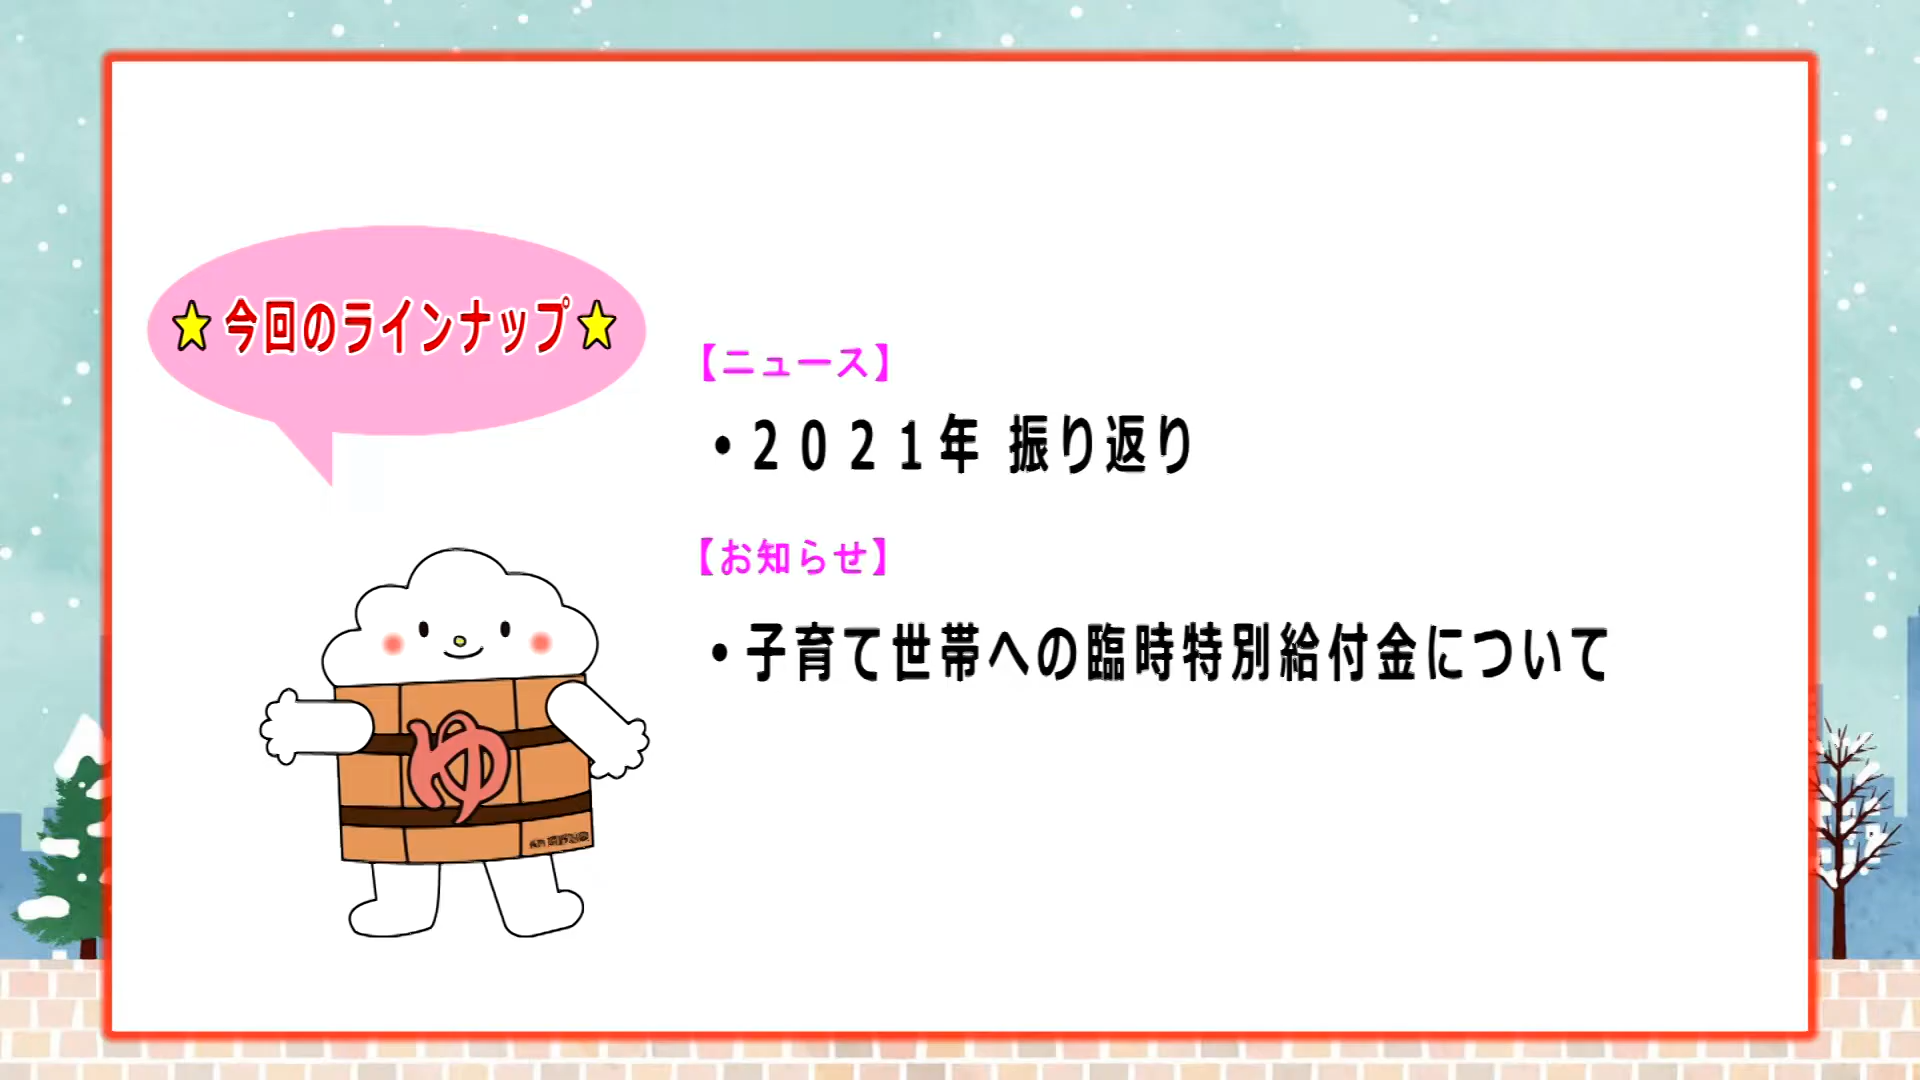 ★今回のラインナップ★
【ニュース】
・２０２１年 振り返り
【お知らせ】
・子育て世帯への臨時特別給付金について
ゆ